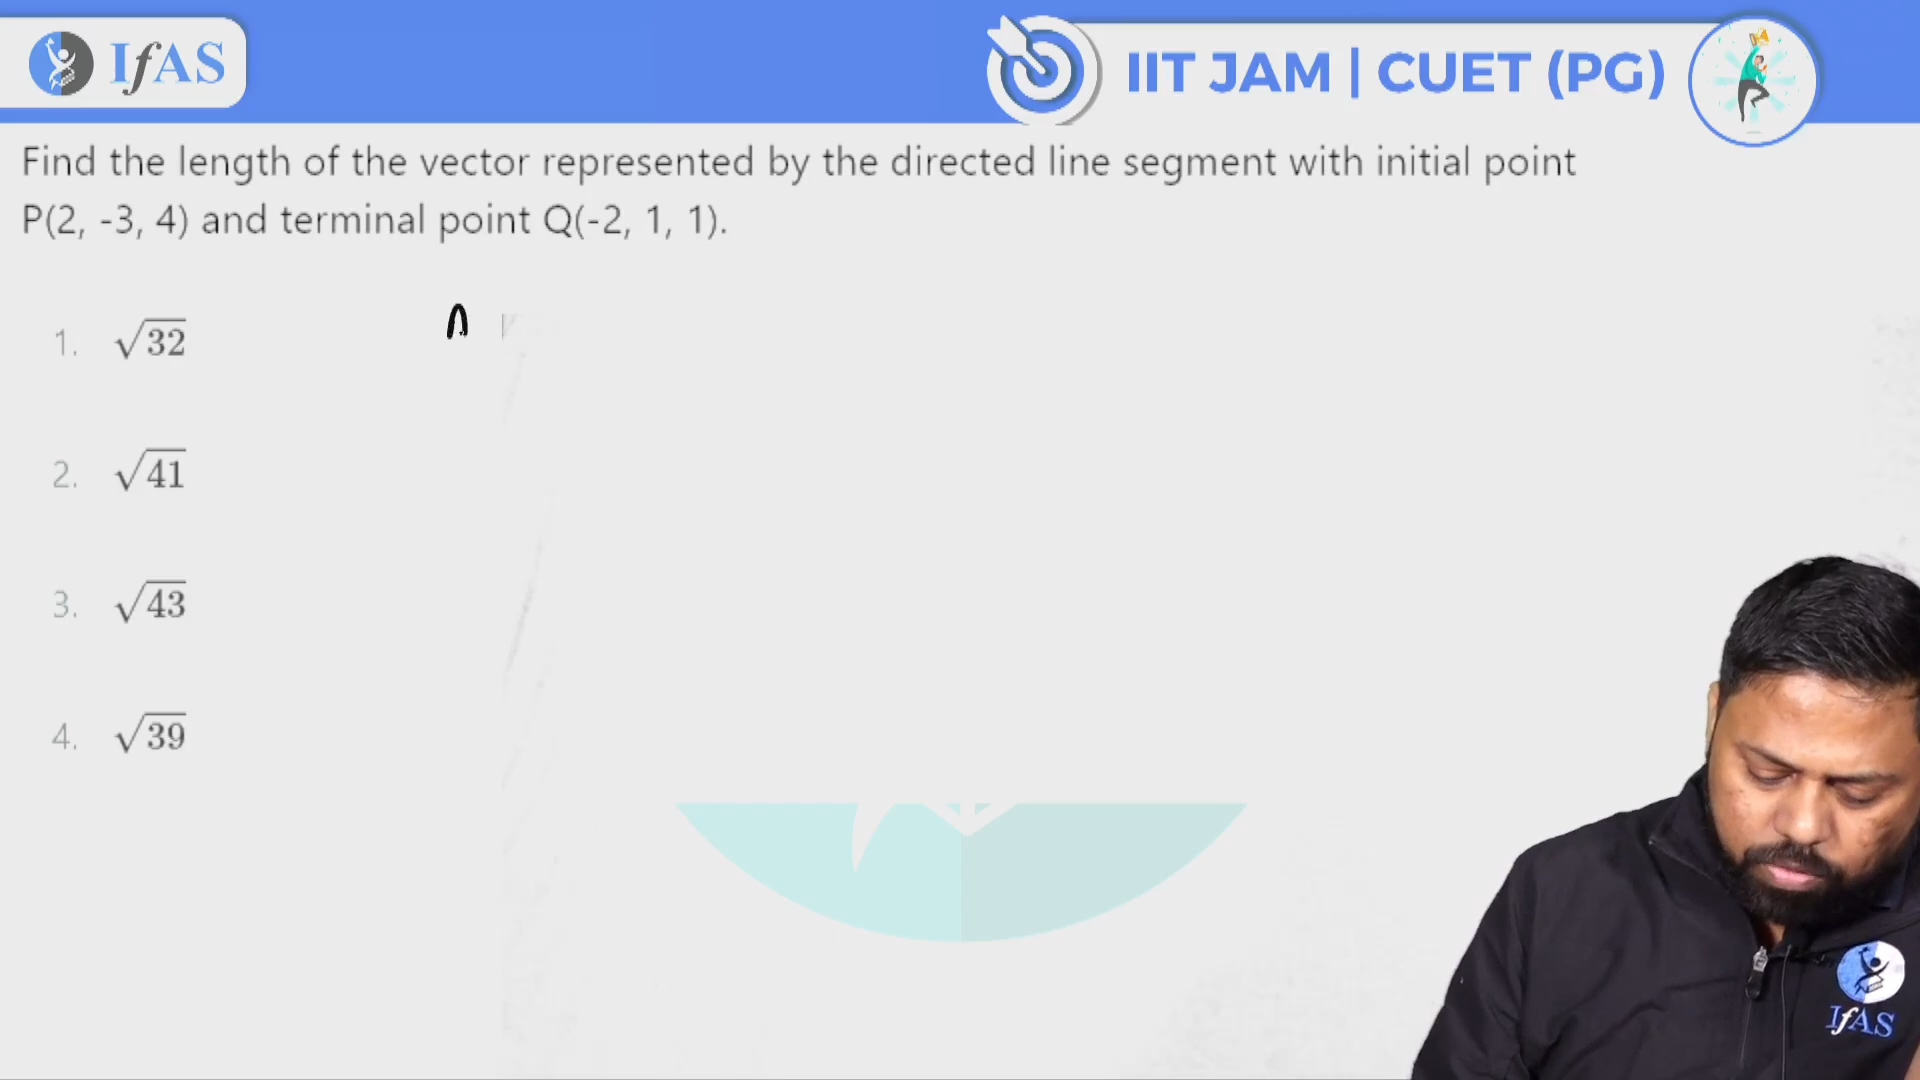 IfAS
IIT JAM | CUET (PG)
Find the length of the vector represented by the directed line segment with initial point
P(2, -3, 4) and terminal point Q(-2, 1, 1).
1. √32
2. √41
3. √43
4. √39
IfAS